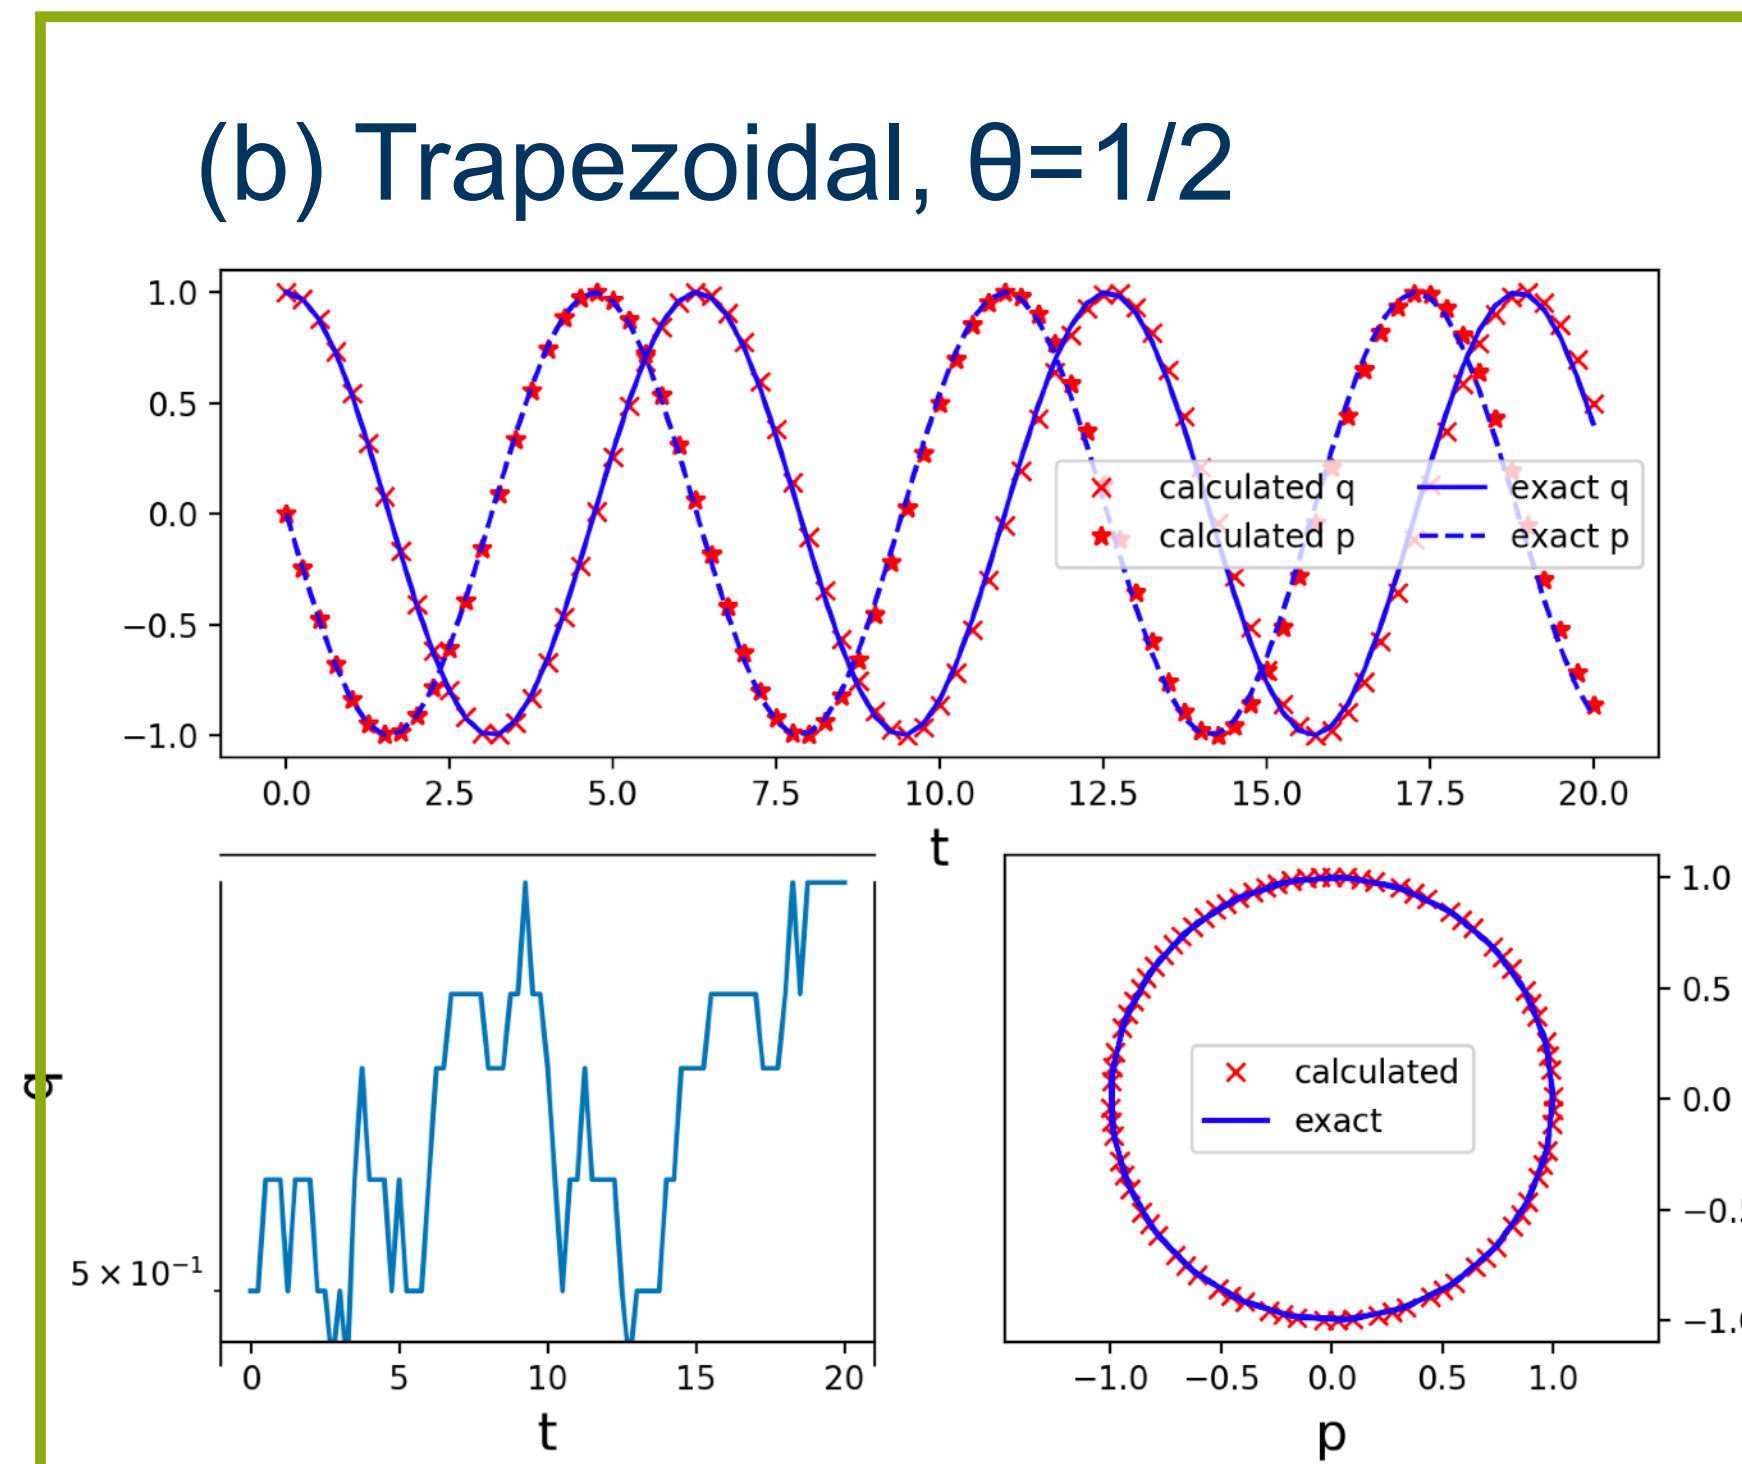 (b) Trapezoidal, θ=1/2
1.0
0.5
0.0
−0.5
−1.0
calculated q
exact q
calculated p
exact p
0.0 2.5 5.0 7.5 10.0 12.5 15.0 17.5 20.0
t
5 × 10⁻¹
0 5 10 15 20
t
calculated
exact
1.0
0.5
0.0
−1.0 −0.5 0.0 0.5 1.0
p